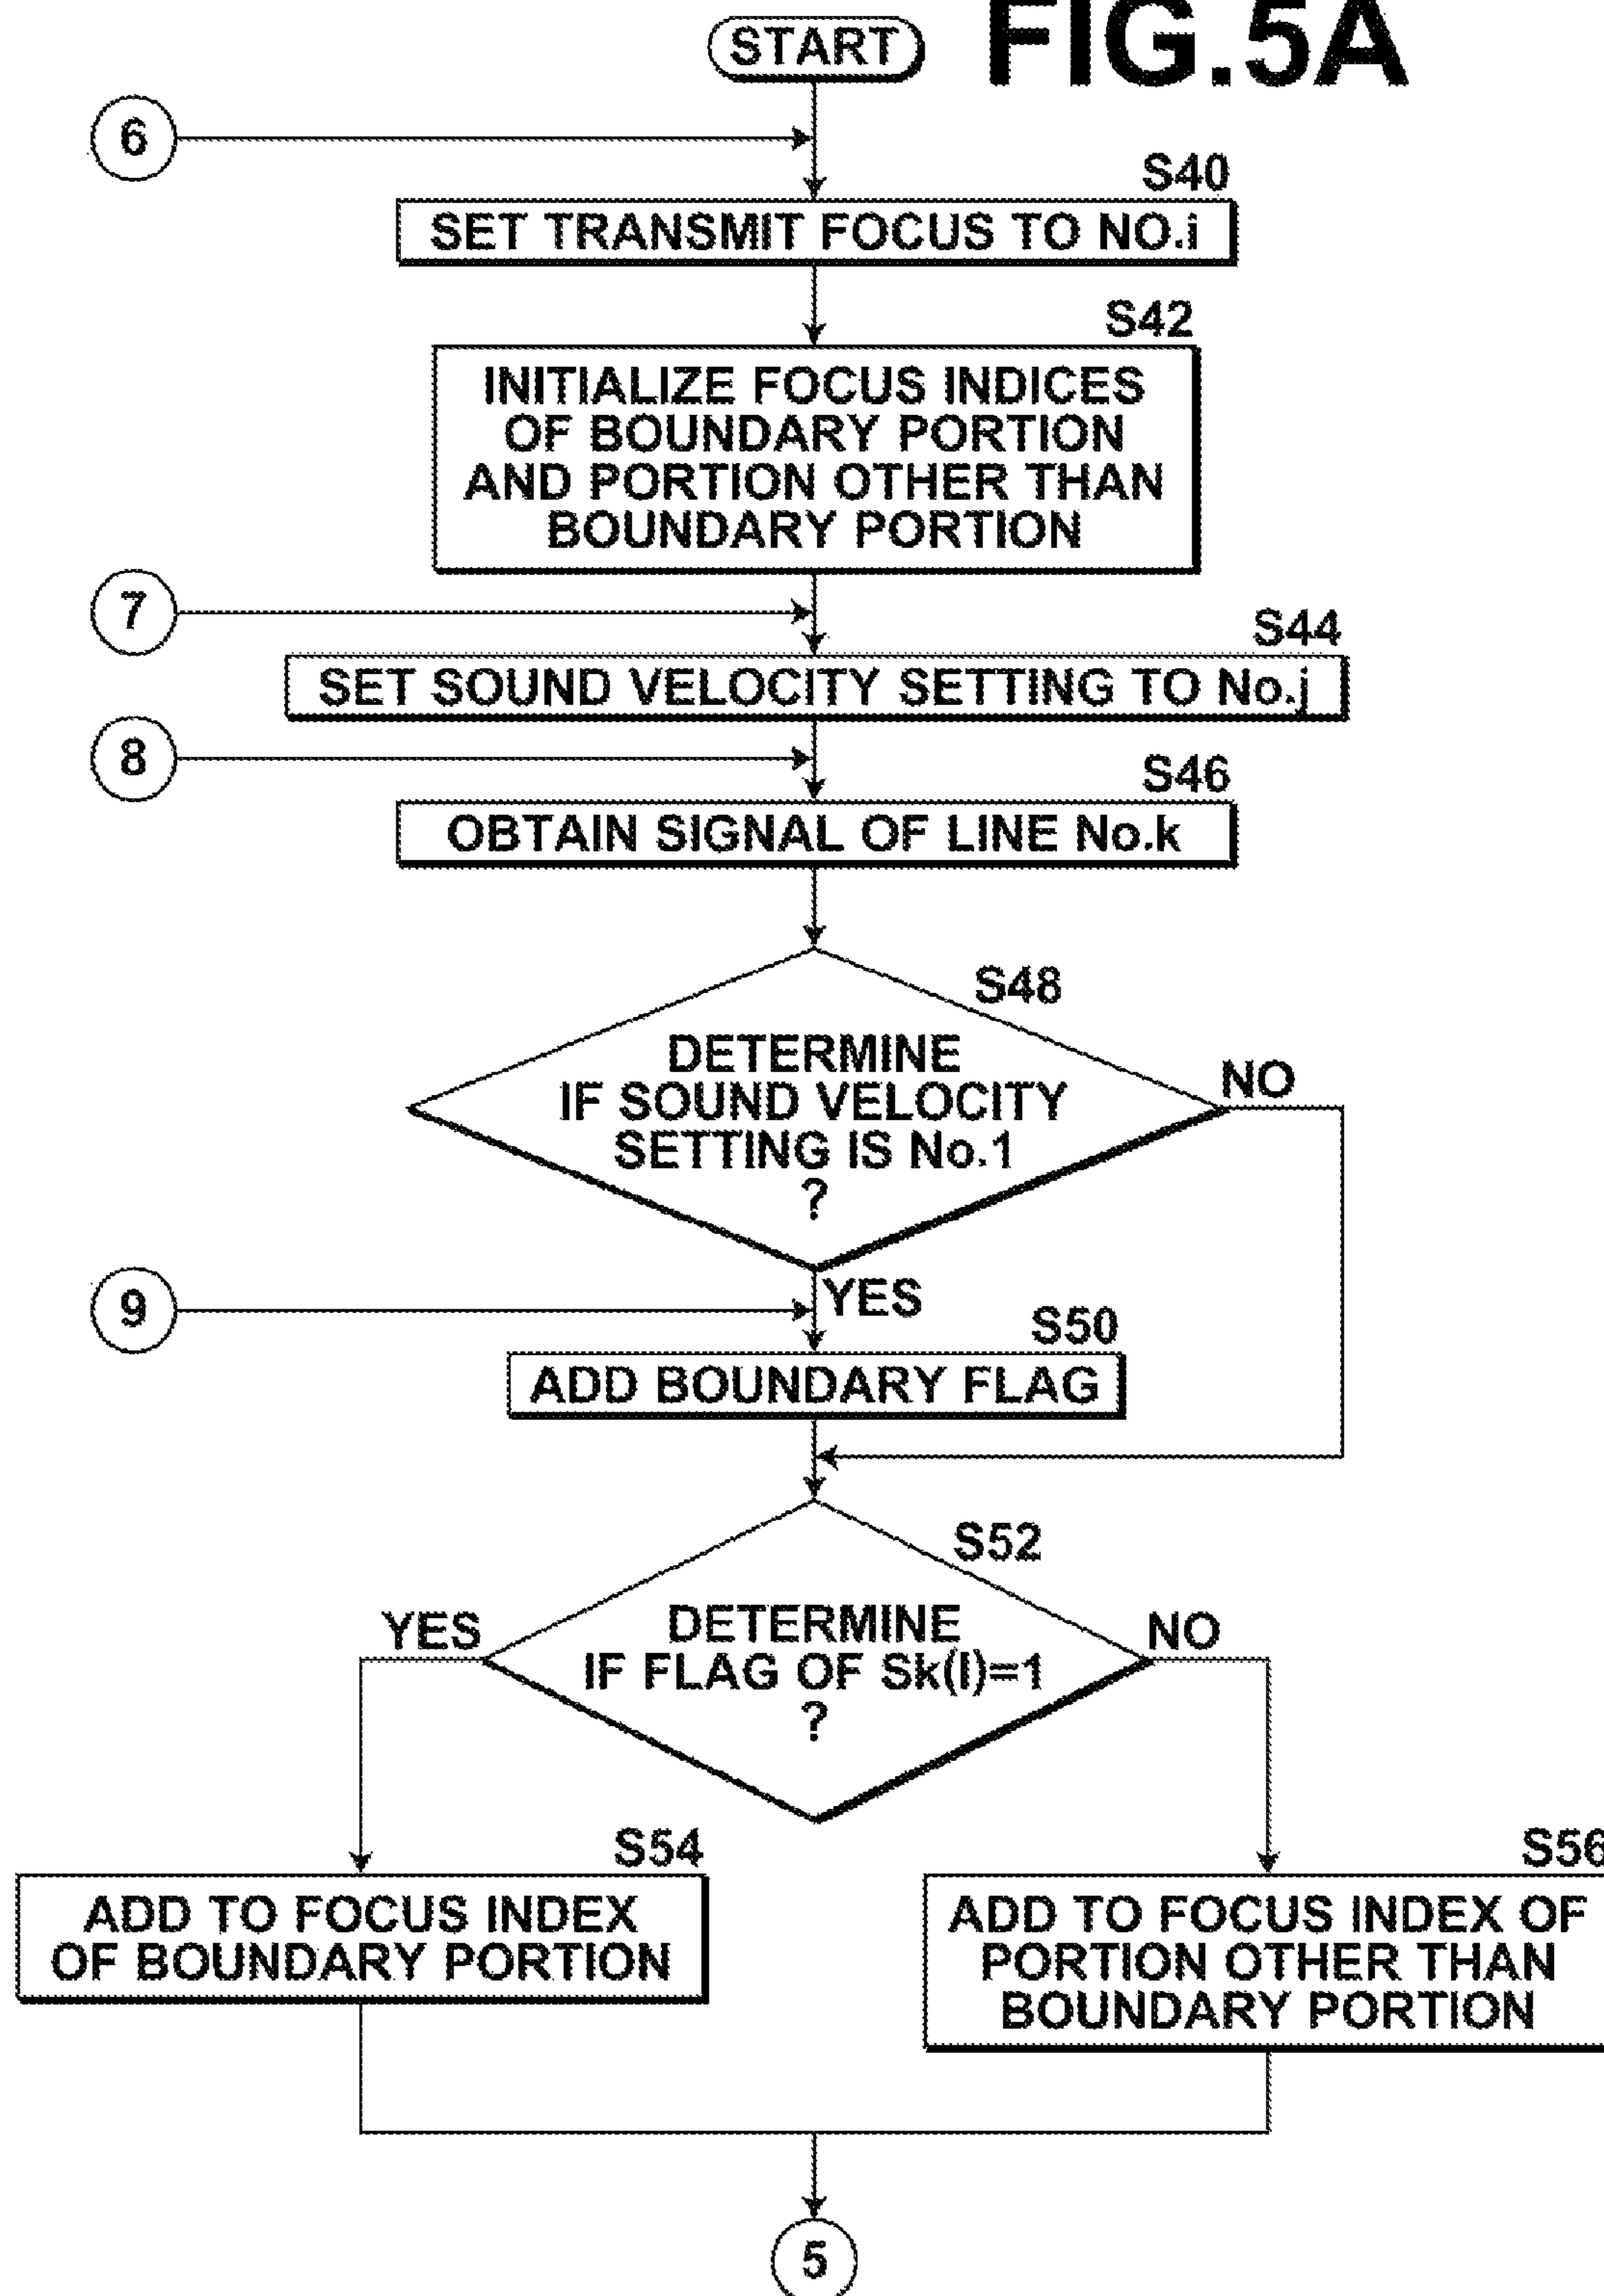 FIG.5A
START
6
S40
SET TRANSMIT FOCUS TO NO.i
S42
INITIALIZE FOCUS INDICES
OF BOUNDARY PORTION
AND PORTION OTHER THAN
BOUNDARY PORTION
7
S44
SET SOUND VELOCITY SETTING TO No.j
8
S46
OBTAIN SIGNAL OF LINE No.k
S48
DETERMINE
IF SOUND VELOCITY
SETTING IS No.1
?
NO
YES
9
S50
ADD BOUNDARY FLAG
S52
DETERMINE
IF FLAG OF Sk(l)=1
?
YES
NO
S54
ADD TO FOCUS INDEX
OF BOUNDARY PORTION
S56
ADD TO FOCUS INDEX OF
PORTION OTHER THAN
BOUNDARY PORTION
5